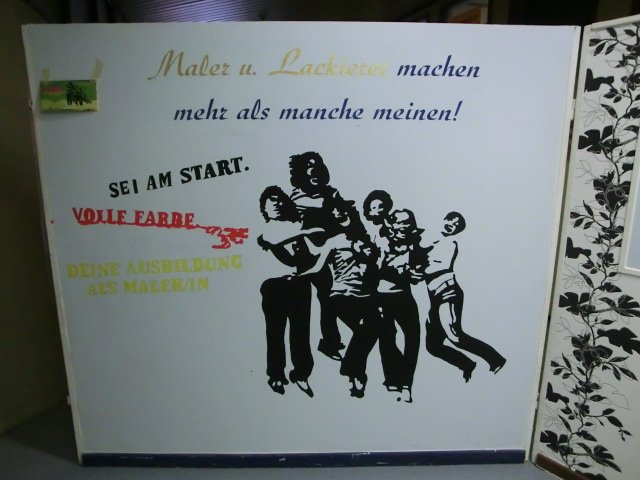 Maler u. Lackierer machen
mehr als manche meinen!
SEI AM START.
VOLLE FARBE
DEINE AUSBILDUNG
ALS MALER/IN